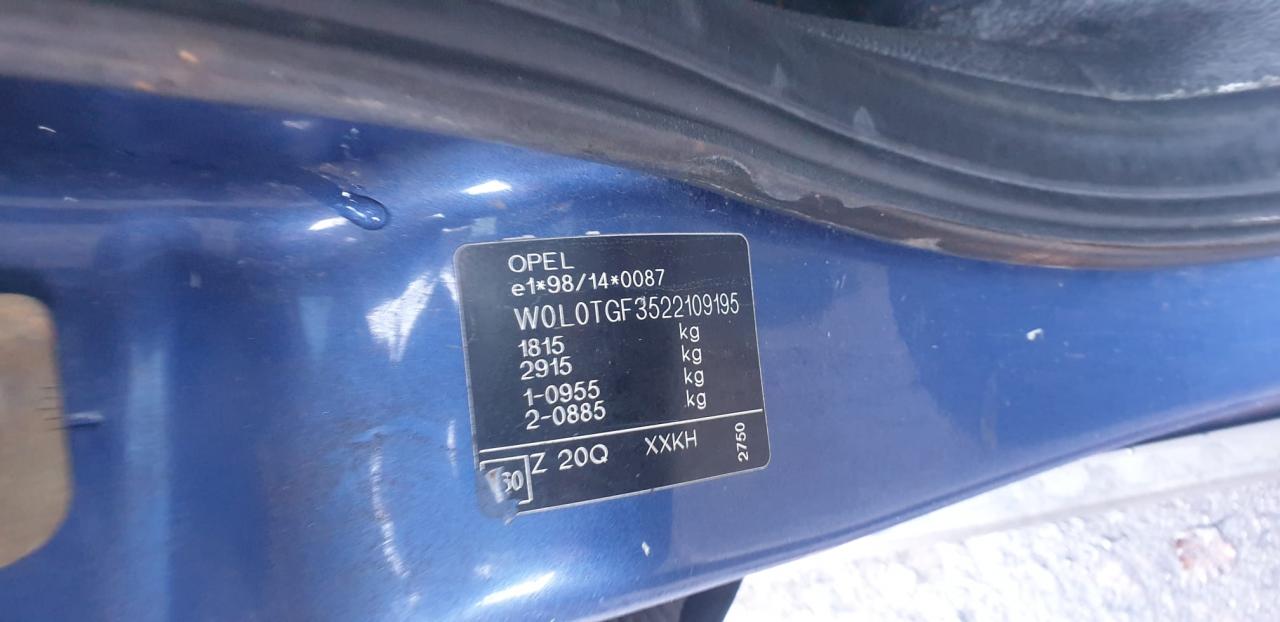 OPEL
e1*98/14*0087
W0L0TGF3522109195
1815 kg
2915 kg
1-0955 kg
2-0885 kg
Z 20Q XXKH 2750